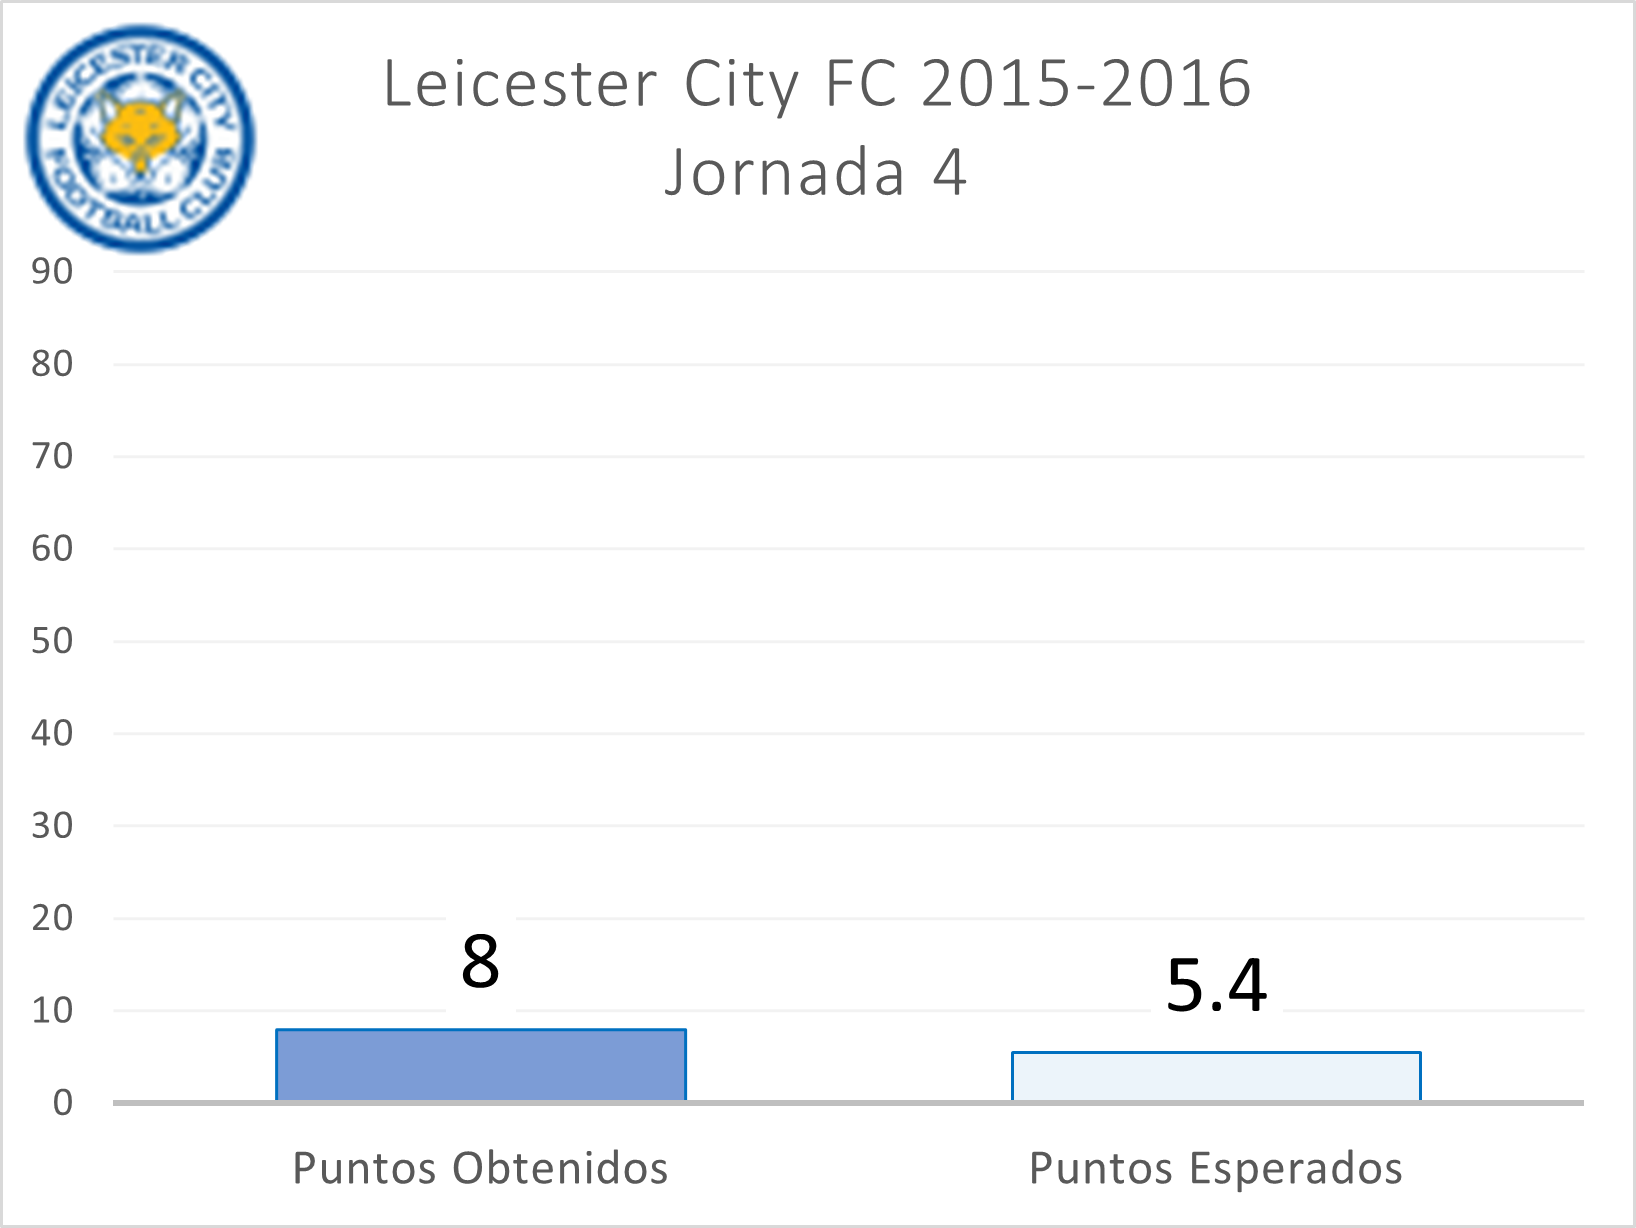 LEICESTER CITY
FOOTBALL CLUB
Leicester City FC 2015-2016
Jornada 4
90
80
70
60
50
40
30
20
10
0
8
5.4
Puntos Obtenidos
Puntos Esperados